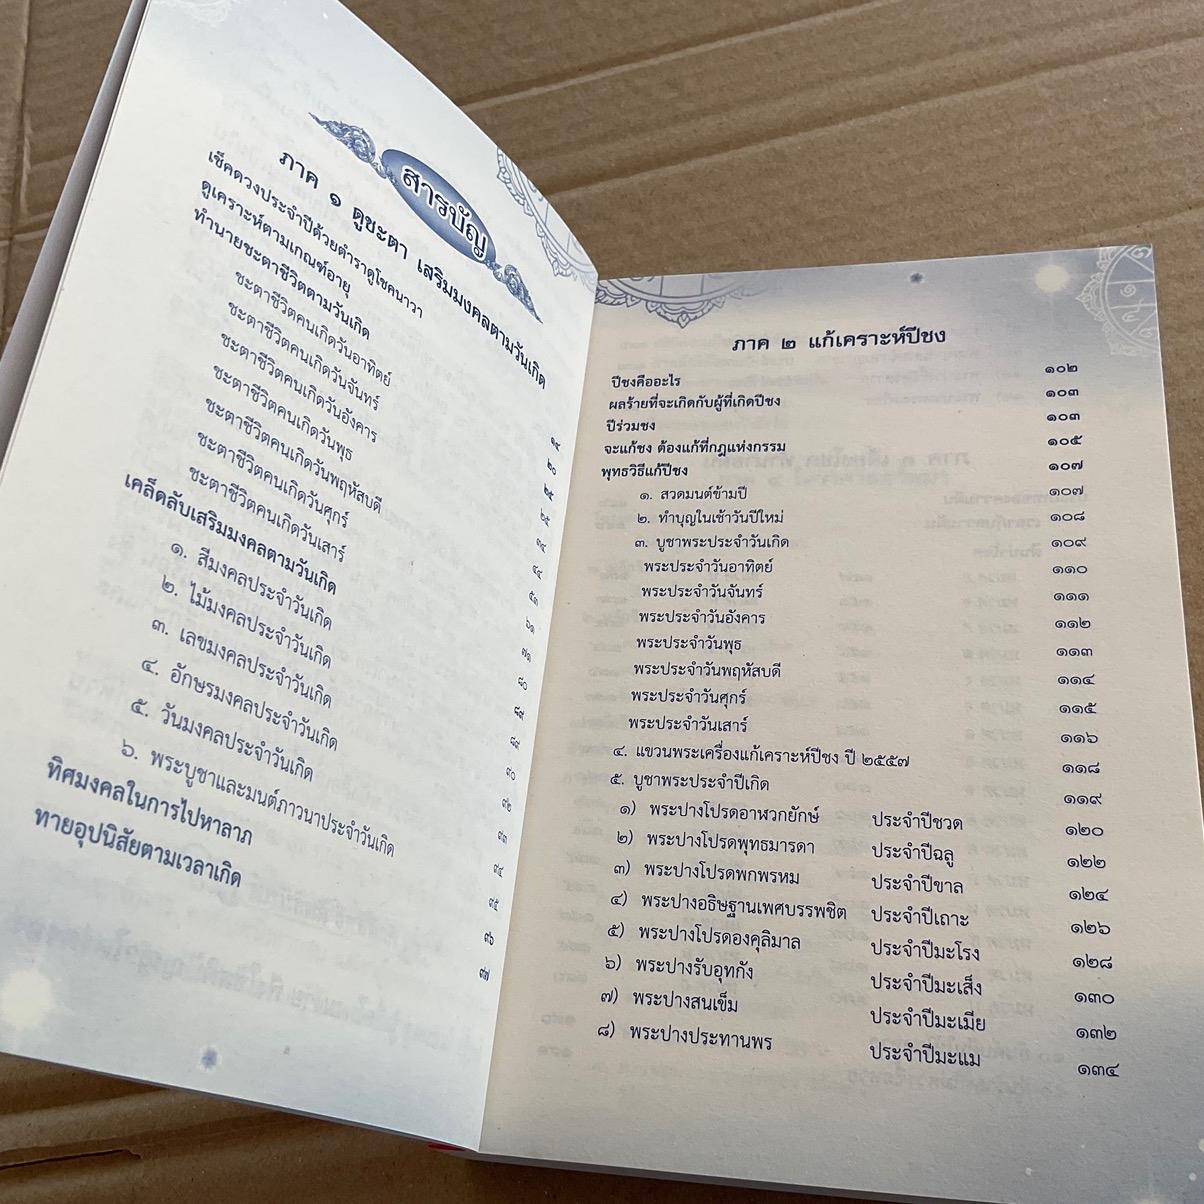 สารบัญ
ภาค ๑ ดูชะตา เสริมมงคลตามวันเกิด
เช็คดวงประจำปีด้วยตำราดูโชคนาวา ๑๔
ดูเคราะห์ตามเกณฑ์อายุ ๒๐
ทำนายชะตาชีวิตตามวันเกิด ๒๕
ชะตาชีวิตคนเกิดวันอาทิตย์ ๒๕
ชะตาชีวิตคนเกิดวันจันทร์ ๓๔
ชะตาชีวิตคนเกิดวันอังคาร ๔๔
ชะตาชีวิตคนเกิดวันพุธ ๕๓
ชะตาชีวิตคนเกิดวันพฤหัสบดี ๖๑
ชะตาชีวิตคนเกิดวันศุกร์ ๗๑
ชะตาชีวิตคนเกิดวันเสาร์ ๘๐
เคล็ดลับเสริมมงคลตามวันเกิด ๘๙
๑. สีมงคลประจำวันเกิด ๘๙
๒. ไม้มงคลประจำวันเกิด ๙๐
๓. เลขมงคลประจำวันเกิด ๙๒
๔. อักษรมงคลประจำวันเกิด ๙๓
๕. วันมงคลประจำวันเกิด ๙๔
๖. พระบูชาและมนต์ภาวนาประจำวันเกิด ๙๕
ทิศมงคลในการไปหาลาภ ๙๖
ทายอุปนิสัยตามเวลาเกิด ๙๗
ภาค ๒ แก้เคราะห์ปีชง
ปีชงคืออะไร ๑๐๒
ผลร้ายที่จะเกิดกับผู้ที่เกิดปีชง ๑๐๓
ปีร่วมชง ๑๐๓
จะแก้ชง ต้องแก้ที่กฎแห่งกรรม ๑๐๕
พุทธวิธีแก้ปีชง ๑๐๗
๑. สวดมนต์ข้ามปี ๑๐๗
๒. ทำบุญในเช้าวันปีใหม่ ๑๐๘
๓. บูชาพระประจำวันเกิด ๑๐๙
พระประจำวันอาทิตย์ ๑๑๐
พระประจำวันจันทร์ ๑๑๑
พระประจำวันอังคาร ๑๑๒
พระประจำวันพุธ ๑๑๓
พระประจำวันพฤหัสบดี ๑๑๔
พระประจำวันศุกร์ ๑๑๕
พระประจำวันเสาร์ ๑๑๖
๔. แขวนพระเครื่องแก้เคราะห์ปีชง ปี ๒๕๕๗ ๑๑๘
๕. บูชาพระประจำปีเกิด ๑๑๙
๑) พระปางโปรดอาฬวกยักษ์ ประจำปีชวด ๑๒๐
๒) พระปางโปรดพุทธมารดา ประจำปีฉลู ๑๒๒
๓) พระปางโปรดพกพรหม ประจำปีขาล ๑๒๔
๔) พระปางอธิษฐานเพศบรรพชิต ประจำปีเถาะ ๑๒๖
๕) พระปางโปรดองคุลิมาล ประจำปีมะโรง ๑๒๘
๖) พระปางรับอุทกัง ประจำปีมะเส็ง ๑๓๐
๗) พระปางสนเข็ม ประจำปีมะเมีย ๑๓๒
๘) พระปางประทานพร ประจำปีมะแม ๑๓๔